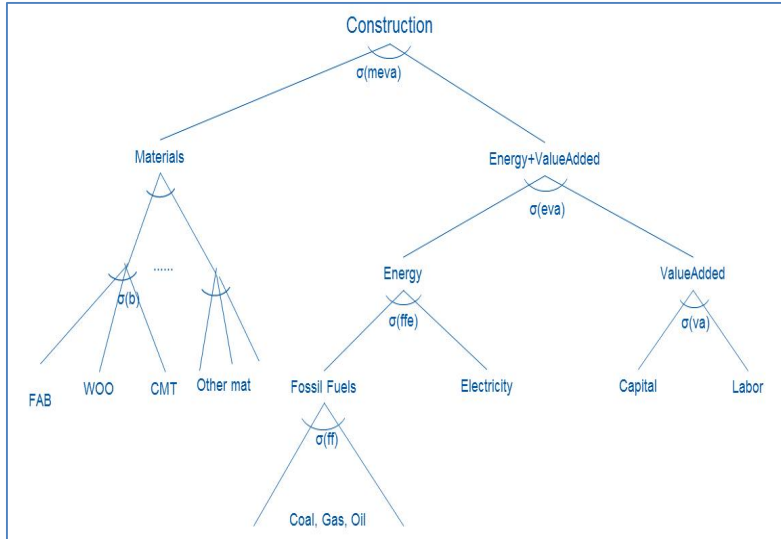 Construction
σ(meva)
Materials
Energy+ValueAdded
σ(eva)
......
Energy
ValueAdded
σ(b)
σ(ffe)
σ(va)
FAB
WOO
CMT
Other mat
Fossil Fuels
Electricity
Capital
Labor
σ(ff)
Coal, Gas, Oil